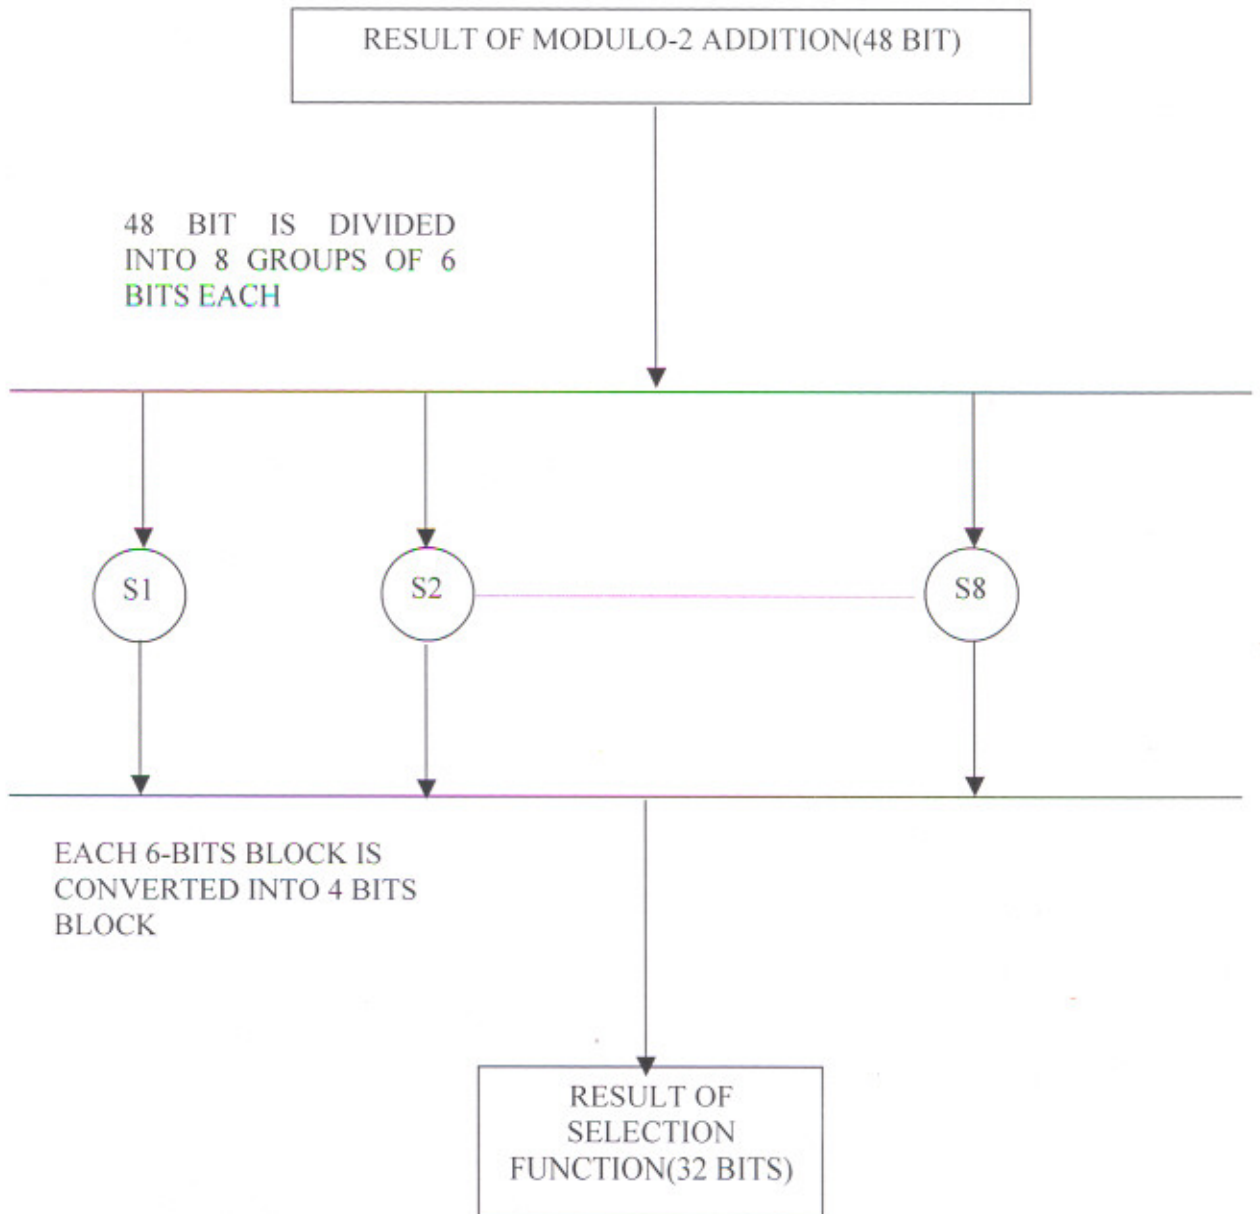 RESULT OF MODULO-2 ADDITION(48 BIT)
48 BIT IS DIVIDED
INTO 8 GROUPS OF 6
BITS EACH
S1
S2
S8
EACH 6-BITS BLOCK IS
CONVERTED INTO 4 BITS
BLOCK
RESULT OF
SELECTION
FUNCTION(32 BITS)